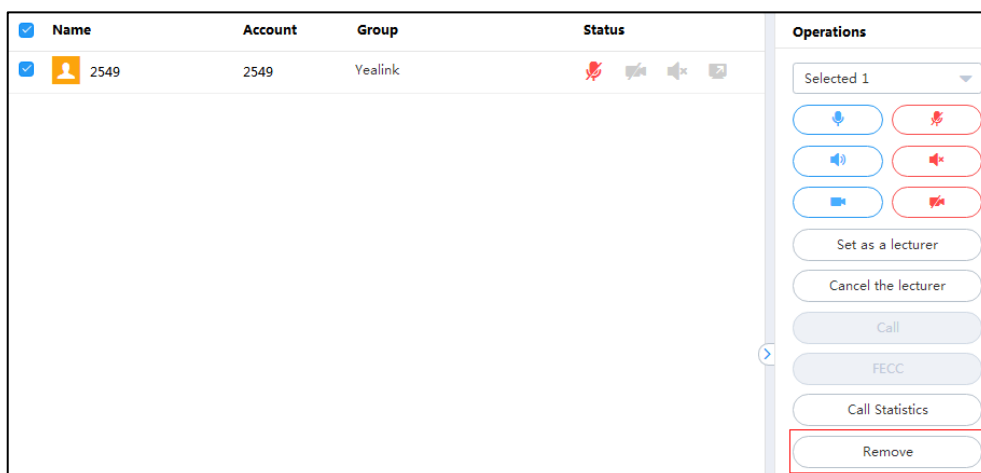 Name Account Group Status Operations
2549 2549 Yealink
Selected 1
Set as a lecturer
Cancel the lecturer
Call
FECC
Call Statistics
Remove